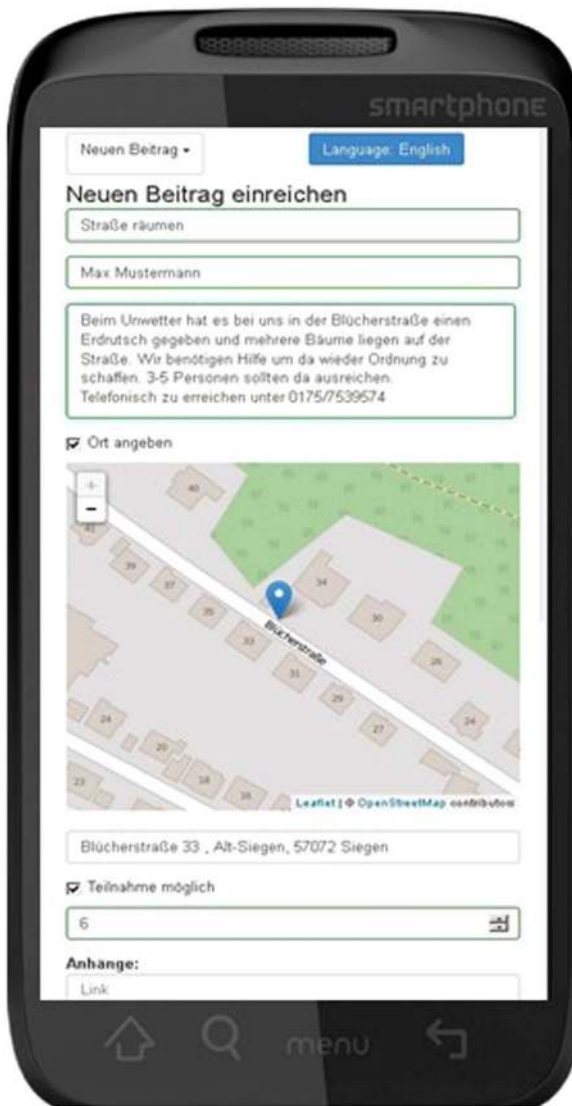 smartphone
Neuen Beitrag
Language: English
Neuen Beitrag einreichen
Straße räumen
Max Mustermann
Beim Unwetter hat es bei uns in der Blücherstraße einen
Erdrutsch gegeben und mehrere Bäume liegen auf der
Straße. Wir benötigen Hilfe um da wieder Ordnung zu
schaffen. 3-5 Personen sollten da ausreichen.
Telefonisch zu erreichen unter 0175/7539574
Ort angeben
+
-
40
41
39
37
35
34
33
30
Blücherstraße
31
26
29
27
24
24
20
18
16
23
Leaflet | © OpenStreetMap contributors
Blücherstraße 33 , Alt-Siegen, 57072 Siegen
Teilnahme möglich
6
Anhänge:
Link
menu